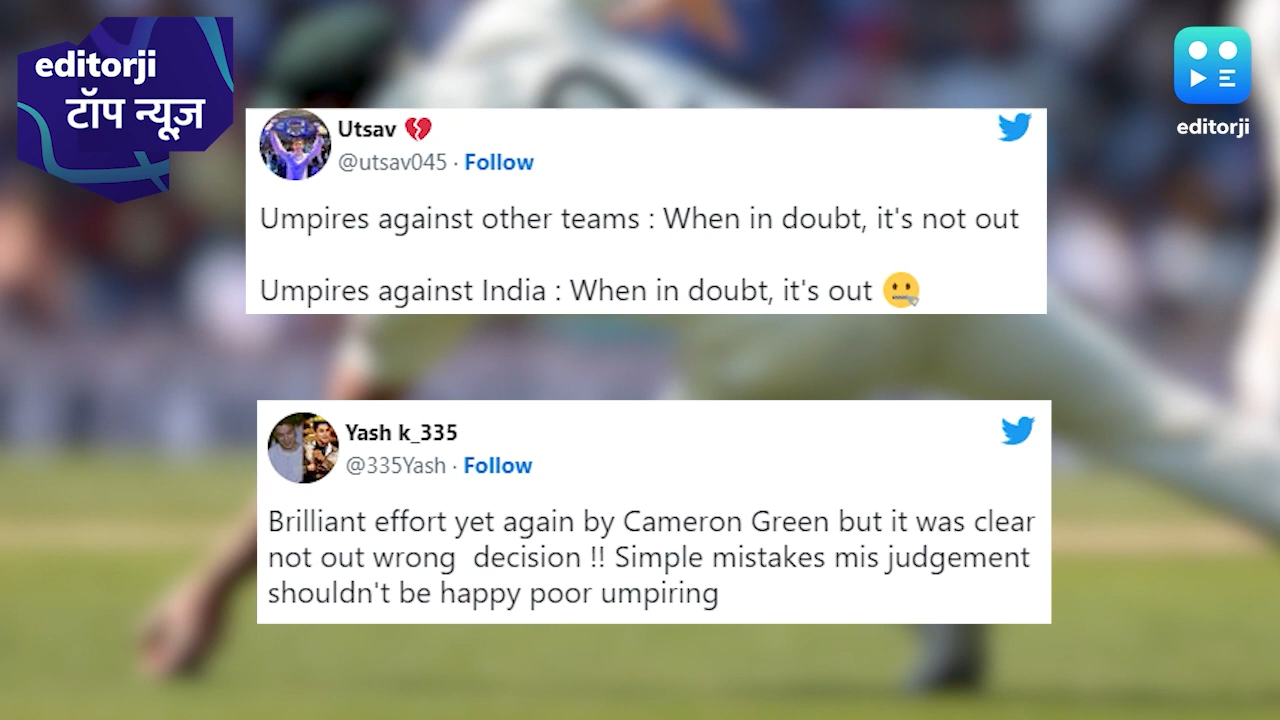 editorji
टॉप न्यूज़
editorji
Utsav 💔
@utsav045 · Follow
Umpires against other teams : When in doubt, it's not out
Umpires against India : When in doubt, it's out 🤐
Yash k_335
@335Yash · Follow
Brilliant effort yet again by Cameron Green but it was clear
not out wrong  decision !! Simple mistakes mis judgement
shouldn't be happy poor umpiring